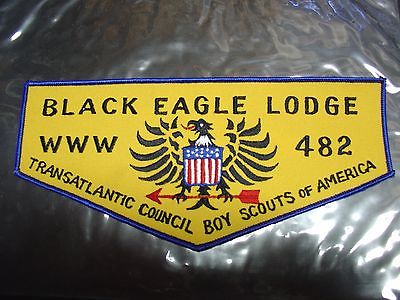 BLACK EAGLE LODGE
WWW 482
TRANSATLANTIC COUNCIL BOY SCOUTS OF AMERICA